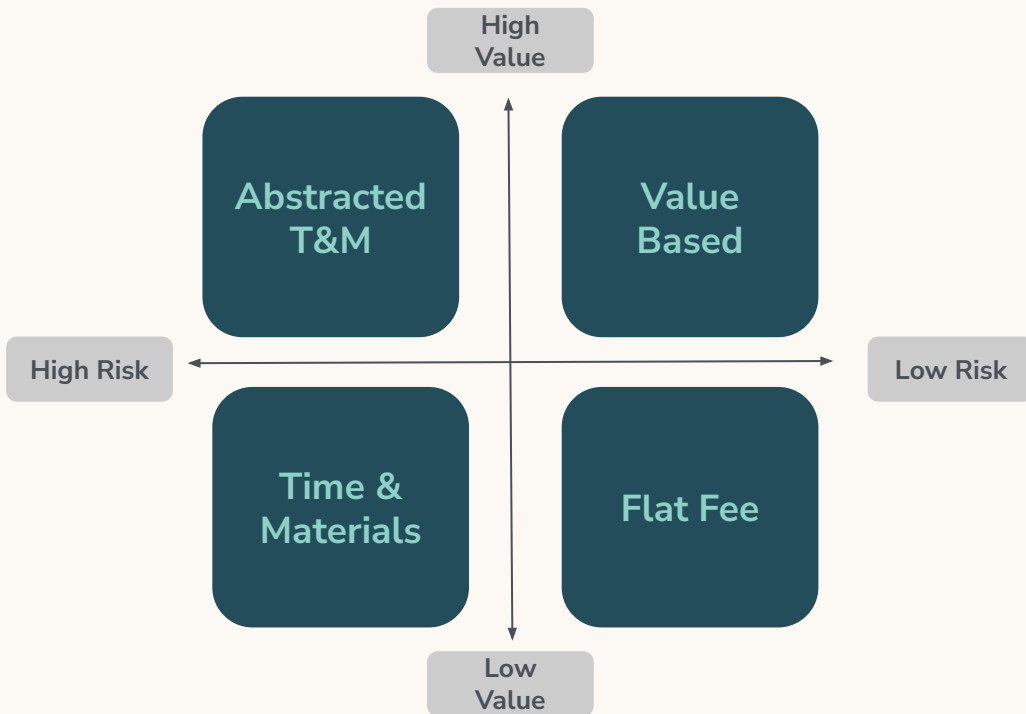 High
Value
Abstracted
T&M
Value
Based
High Risk
Low Risk
Time &
Materials
Flat Fee
Low
Value